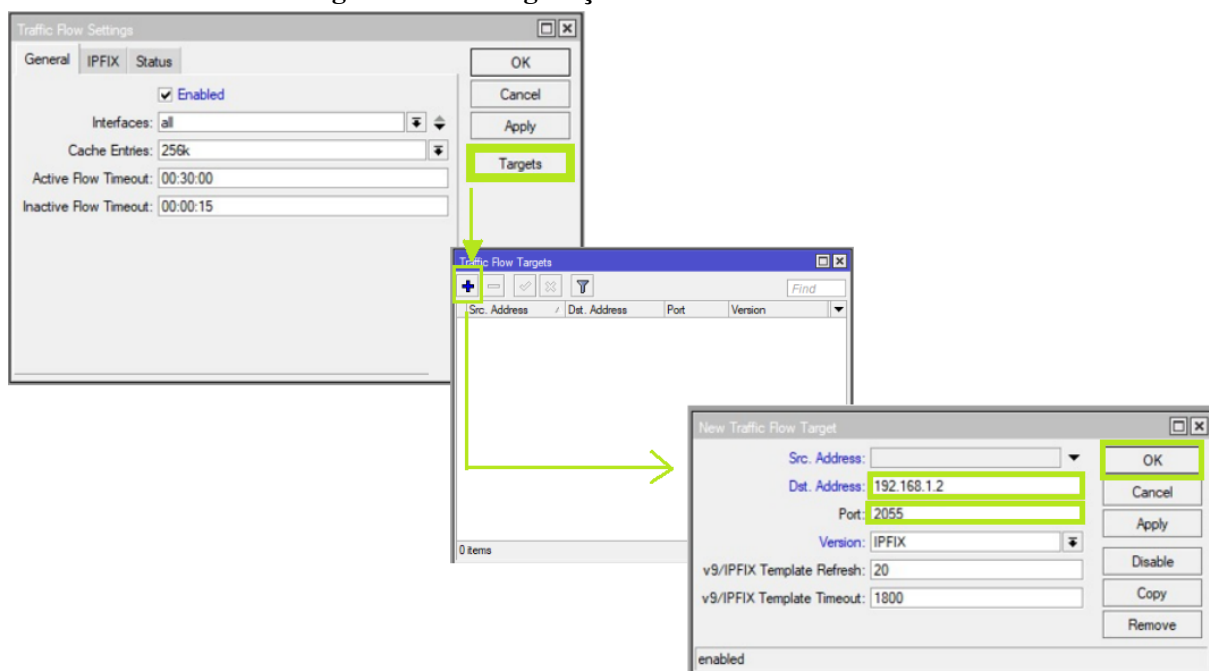 Traffic Flow Settings
General IPFIX Status
Enabled
Interfaces: all
Cache Entries: 256k
Active Flow Timeout: 00:30:00
Inactive Flow Timeout: 00:00:15
OK
Cancel
Apply
Targets
Traffic Flow Targets
Find
Src. Address Dst. Address Port Version
0 items
New Traffic Flow Target
Src. Address:
Dst. Address: 192.168.1.2
Port: 2055
Version: IPFIX
v9/IPFIX Template Refresh: 20
v9/IPFIX Template Timeout: 1800
OK
Cancel
Apply
Disable
Copy
Remove
enabled